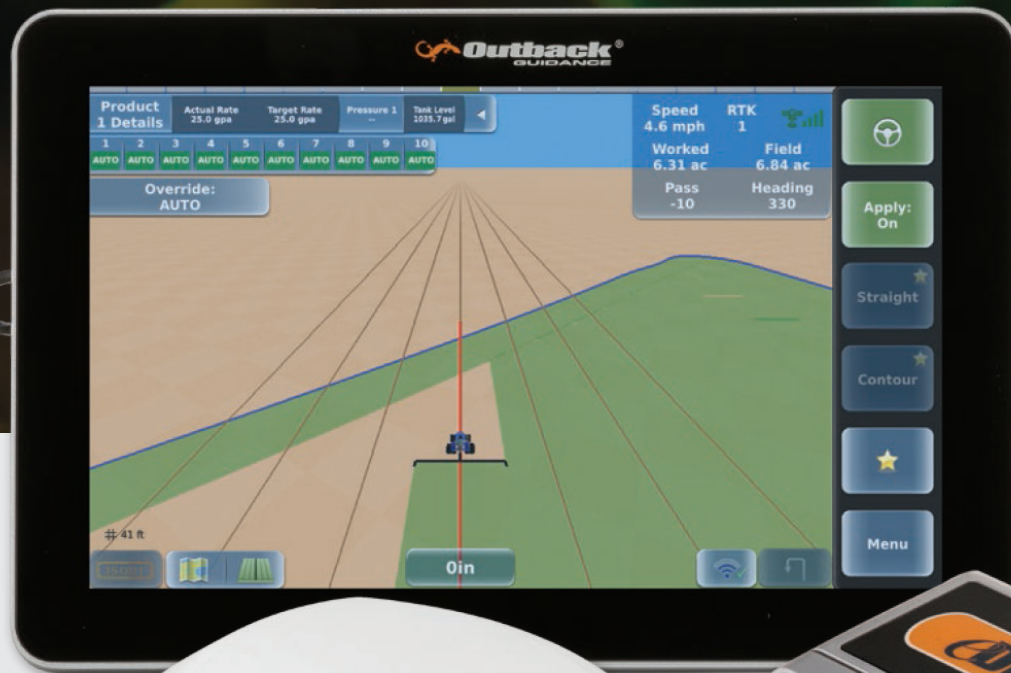 Outback®
GUIDANCE
Product
1 Details
Actual Rate
25.0 gpa
Target Rate
25.0 gpa
Pressure 1
--
Tank Level
1035.7 gal
1 2 3 4 5 6 7 8 9 10
AUTO AUTO AUTO AUTO AUTO AUTO AUTO AUTO AUTO AUTO
Override:
AUTO
Speed
4.6 mph
RTK
1
Worked
6.31 ac
Field
6.84 ac
Pass
-10
Heading
330
Apply:
On
Straight
Contour
Menu
41 ft
0in